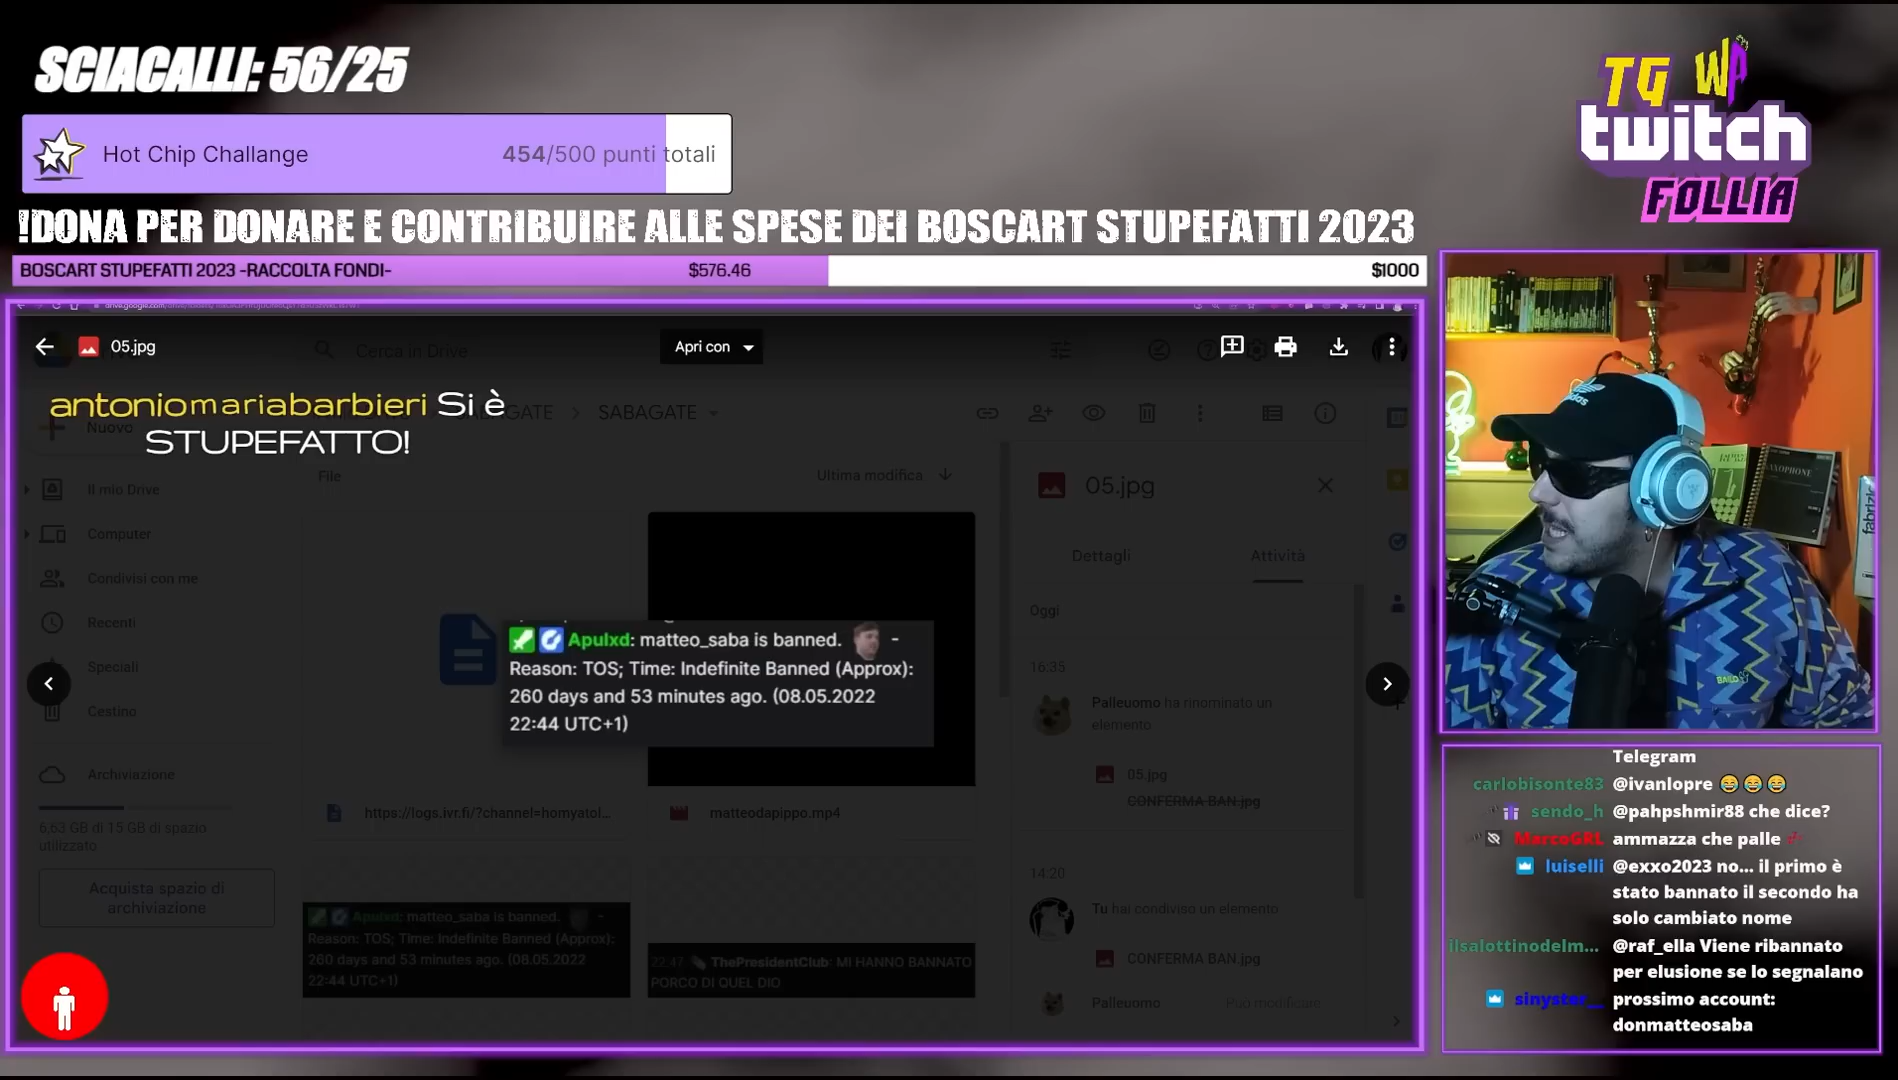 SCIACALLI: 56/25
Hot Chip Challange
454/500 punti totali
!DONA PER DONARE E CONTRIBUIRE ALLE SPESE DEI BOSCART STUPEFATTI 2023
BOSCART STUPEFATTI 2023 -RACCOLTA FONDI-
$576.46
$1000
TG
twitch
FOLLIA
05.jpg
Cerca in Drive
Apri con
antoniomariabarbieri Si è
STUPEFATTO!
SABAGATE
Nuovo
File
Ultima modifica
Il mio Drive
Computer
Condivisi con me
Recenti
Speciali
Cestino
Archiviazione
6,63 GB di 15 GB di spazio
utilizzato
Acquista spazio di
archiviazione
Apulxd: matteo_saba is banned. -
Reason: TOS; Time: Indefinite Banned (Approx):
260 days and 53 minutes ago. (08.05.2022
22:44 UTC+1)
matteodapippo.mp4
Apulxd: matteo_saba is banned. -
Reason: TOS; Time: Indefinite Banned (Approx):
260 days and 53 minutes ago. (08.05.2022
22:44 UTC+1)
22:47 ThePresidentClub: MI HANNO BANNATO
PORCO DI QUEL DIO
05.jpg
Dettagli
Attività
Oggi
16:35
Palleuomo ha rinominato un
elemento
05.jpg
CONFERMA BAN.jpg
14:20
Tu hai condiviso un elemento
CONFERMA BAN.jpg
Palleuomo
Può modificare
SAXOPHONE
Telegram
carlobisonte83 @ivanlopre 😂😂😂
sendo_h @pahpshmir88 che dice?
MarcoGRL ammazza che palle
luiselli @exxo2023 no... il primo è
stato bannato il secondo ha
solo cambiato nome
ilsalottinodelm... @raf_ella Viene ribannato
per elusione se lo segnalano
sinyster__ prossimo account:
donmatteosaba